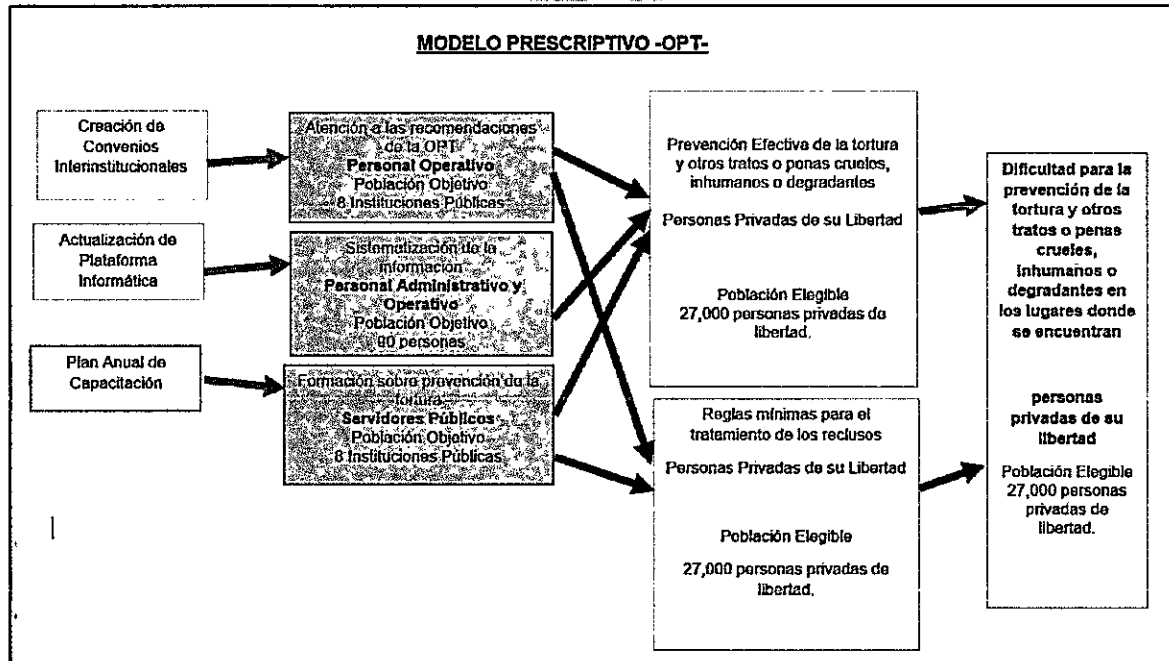 MODELO PRESCRIPTIVO -OPT-
Creación de
Convenios
Interinstitucionales
Actualización de
Plataforma
Informática
Plan Anual de
Capacitación
Atención a las recomendaciones
de la OPT
Personal Operativo
Población Objetivo
8 Instituciones Públicas
Sistematización de la
información
Personal Administrativo y
Operativo
Población Objetivo
90 personas
Formación sobre prevención de la
tortura
Servidores Públicos
Población Objetivo
8 Instituciones Públicas
Prevención Efectiva de la tortura
y otros tratos o penas crueles,
inhumanos o degradantes
Personas Privadas de su Libertad
Población Elegible
27,000 personas privadas de
libertad.
Reglas mínimas para el
tratamiento de los reclusos
Personas Privadas de su Libertad
Población Elegible
27,000 personas privadas de
libertad.
Dificultad para la
prevención de la
tortura y otros
tratos o penas
crueles,
inhumanos o
degradantes en
los lugares donde
se encuentran
personas
privadas de su
libertad
Población Elegible
27,000 personas
privadas de
libertad.